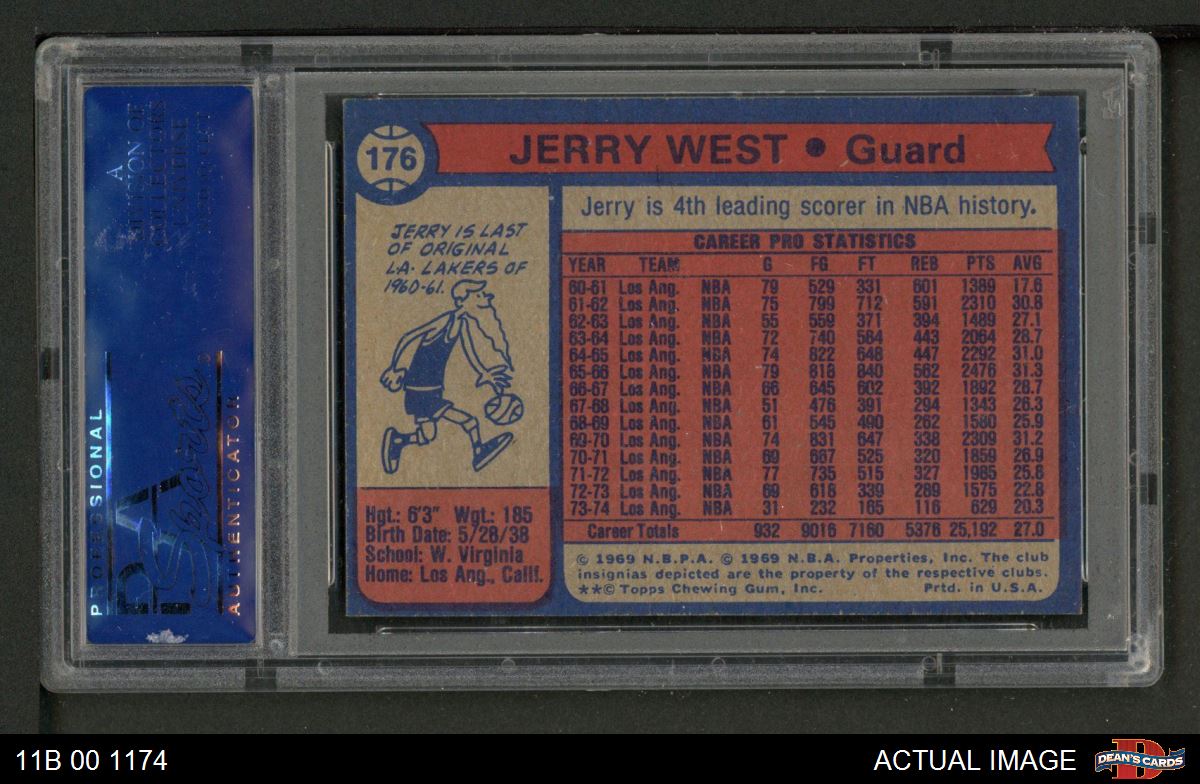 176
JERRY WEST • Guard
Jerry is 4th leading scorer in NBA history.
JERRY IS LAST
OF ORIGINAL
LA. LAKERS OF
1960-61.
CAREER PRO STATISTICS
YEAR TEAM G FG FT REB PTS AVG
60-61 Los Ang. NBA 79 529 331 601 1389 17.6
61-62 Los Ang. NBA 75 799 712 591 2310 30.8
62-63 Los Ang. NBA 55 559 371 394 1489 27.1
63-64 Los Ang. NBA 72 740 584 443 2064 28.7
64-65 Los Ang. NBA 74 822 648 447 2292 31.0
65-66 Los Ang. NBA 79 818 840 562 2476 31.3
66-67 Los Ang. NBA 66 645 602 392 1892 28.7
67-68 Los Ang. NBA 51 476 391 294 1343 26.3
68-69 Los Ang. NBA 61 545 490 262 1580 25.9
69-70 Los Ang. NBA 74 831 647 338 2309 31.2
70-71 Los Ang. NBA 69 667 525 320 1859 26.9
71-72 Los Ang. NBA 77 735 515 327 1985 25.8
72-73 Los Ang. NBA 69 618 339 289 1575 22.8
73-74 Los Ang. NBA 31 232 165 116 629 20.3
Career Totals 932 9016 7160 5376 25,192 27.0
Hgt.: 6'3" Wgt.: 185
Birth Date: 5/28/38
School: W. Virginia
Home: Los Ang., Calif.
© 1969 N.B.P.A. © 1969 N.B.A. Properties, Inc. The club
insignias depicted are the property of the respective clubs.
**© Topps Chewing Gum, Inc. Prtd. in U.S.A.
A
DIVISION OF
COLLECTORS
UNIVERSE
PROFESSIONAL
PSA
Sports
AUTHENTICATOR
11B 00 1174
ACTUAL IMAGE
D
DEAN'S CARDS